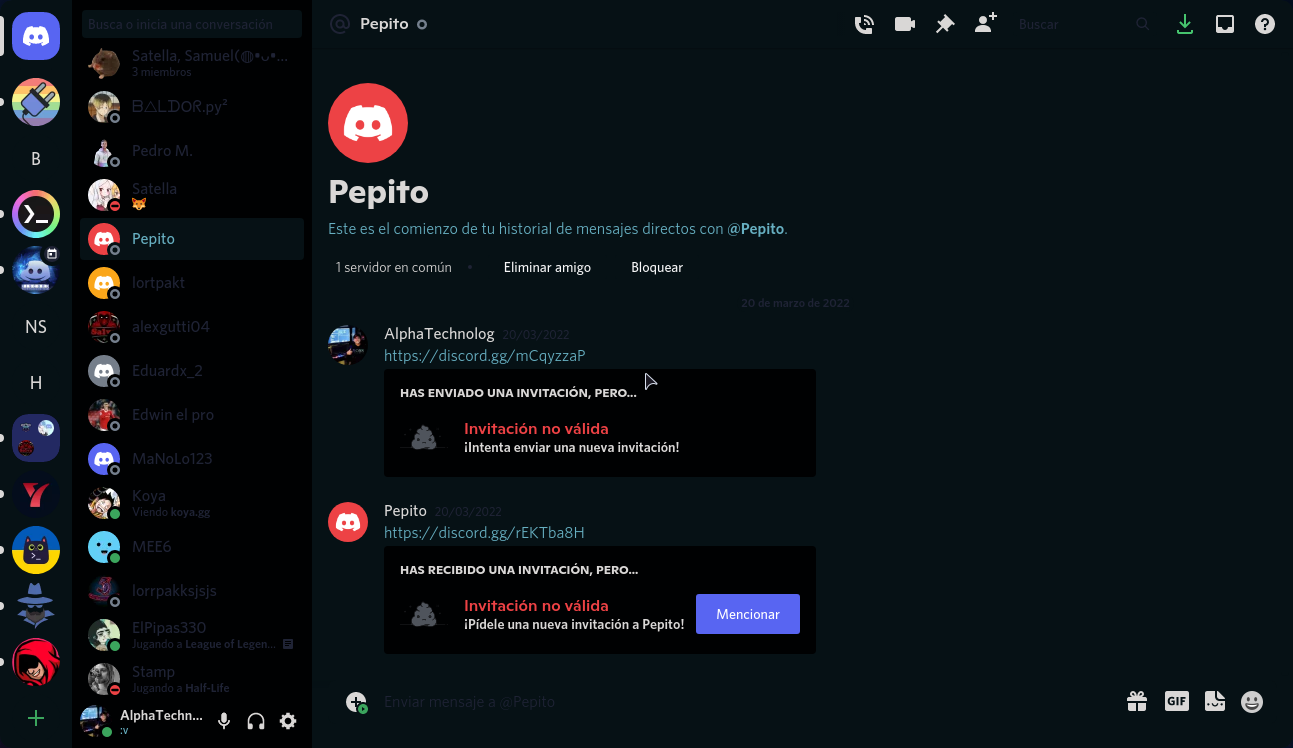 Busca o inicia una conversación
Satella, Samuel(◍•ᴗ•...
3 miembros
B△LDOR.py²
Pedro M.
Satella
Pepito
lortpakt
alexgutti04
Eduardx_2
Edwin el pro
MaNoLo123
Koya
Viendo koya.gg
MEE6
lorrpakksjsjs
ElPipas330
Jugando a League of Legen...
Stamp
Jugando a Half-Life
AlphaTechn...
:v
B
NS
H
Pepito
Buscar
Pepito
Este es el comienzo de tu historial de mensajes directos con @Pepito.
1 servidor en común • Eliminar amigo Bloquear
20 de marzo de 2022
AlphaTechnolog 20/03/2022
https://discord.gg/mCqyzzaP
HAS ENVIADO UNA INVITACIÓN, PERO...
Invitación no válida
¡Intenta enviar una nueva invitación!
Pepito 20/03/2022
https://discord.gg/rEKTba8H
HAS RECIBIDO UNA INVITACIÓN, PERO...
Invitación no válida
¡Pídele una nueva invitación a Pepito!
Mencionar
Enviar mensaje a @Pepito
GIF